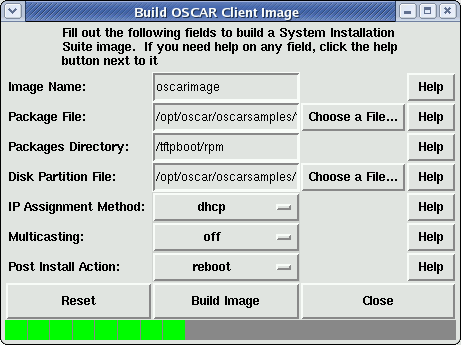 Build OSCAR Client Image
Fill out the following fields to build a System Installation
Suite image. If you need help on any field, click the help
button next to it
Image Name: oscarimage Help
Package File: /opt/oscar/oscarsamples/ Choose a File... Help
Packages Directory: /tftpboot/rpm Help
Disk Partition File: /opt/oscar/oscarsamples/ Choose a File... Help
IP Assignment Method: dhcp Help
Multicasting: off Help
Post Install Action: reboot Help
Reset Build Image Close